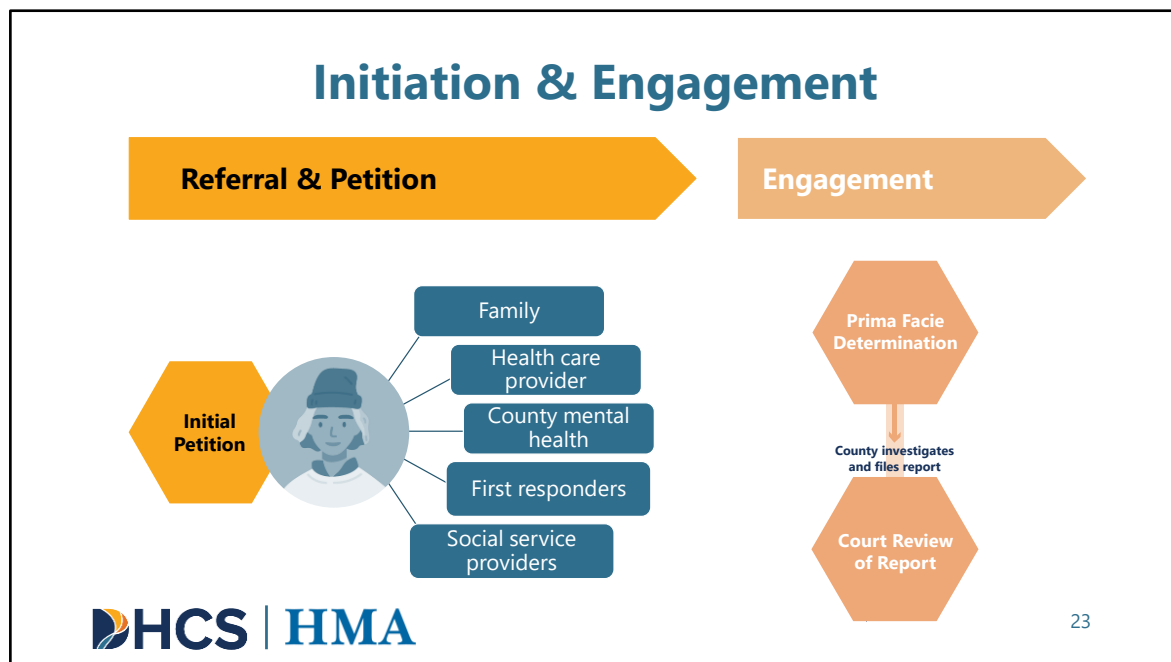 Initiation & Engagement
Referral & Petition
Engagement
Initial
Petition
Family
Health care
provider
County mental
health
First responders
Social service
providers
Prima Facie
Determination
County investigates
and files report
Court Review
of Report
DHCS
HMA
23